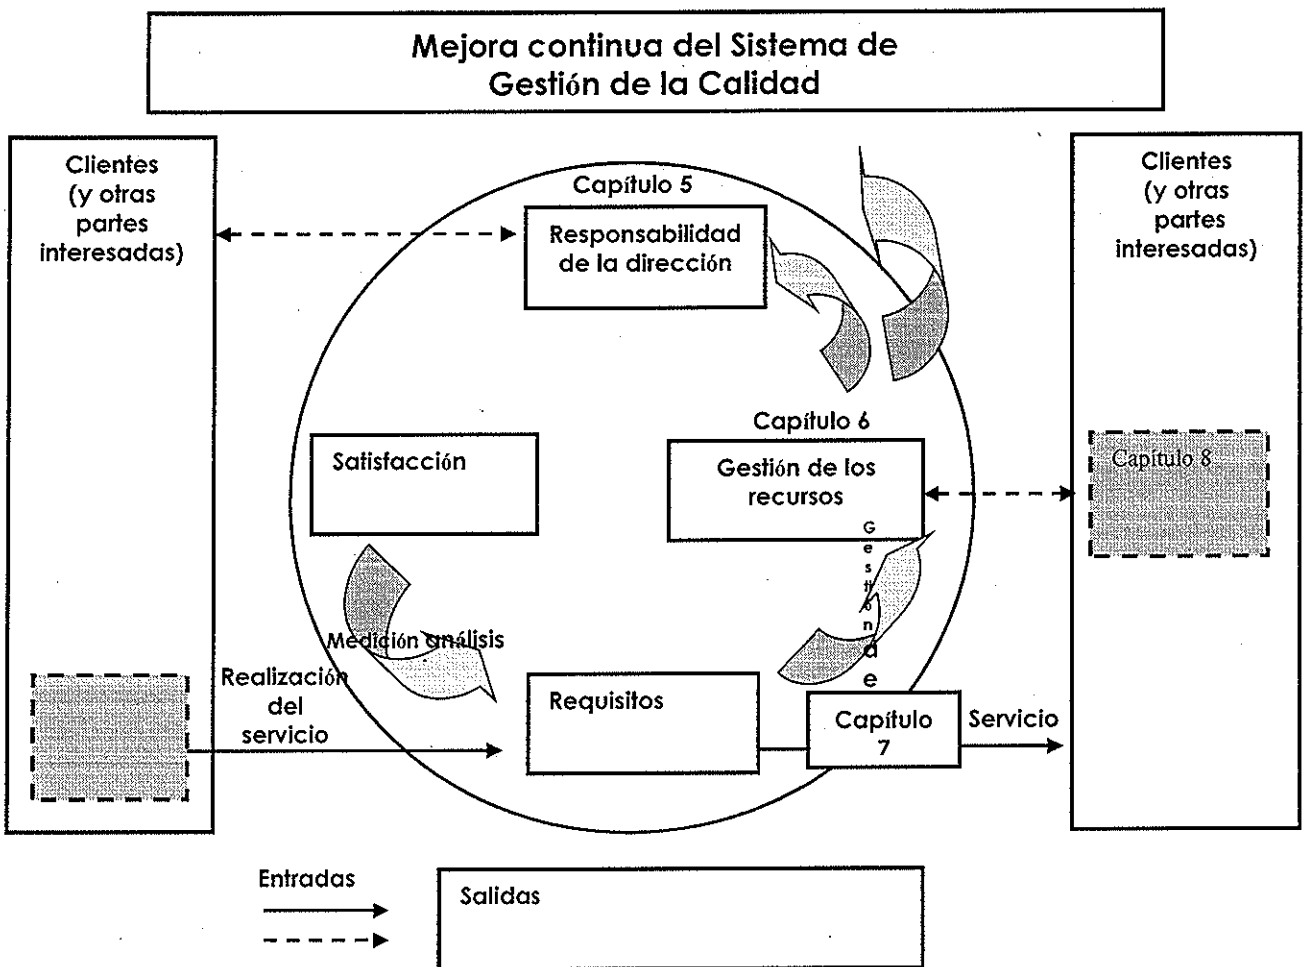 Mejora continua del Sistema de
Gestión de la Calidad
Clientes
(y otras
partes
interesadas)
Capítulo 5
Responsabilidad
de la dirección
Clientes
(y otras
partes
interesadas)
Satisfacción
Capítulo 6
Gestión de los
recursos
Capítulo 8
Gestión
de
Medición análisis
Realización
del
servicio
Requisitos
Capítulo
7
Servicio
Entradas
Salidas